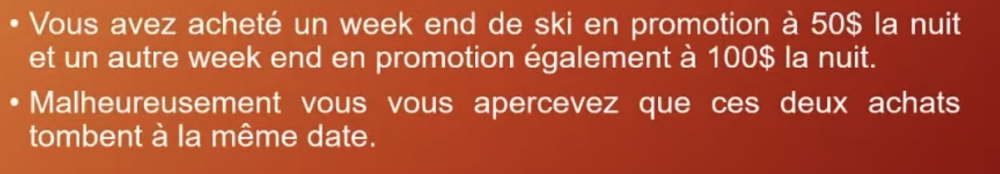 • Vous avez acheté un week end de ski en promotion à 50$ la nuit
et un autre week end en promotion également à 100$ la nuit.
• Malheureusement vous vous apercevez que ces deux achats
tombent à la même date.